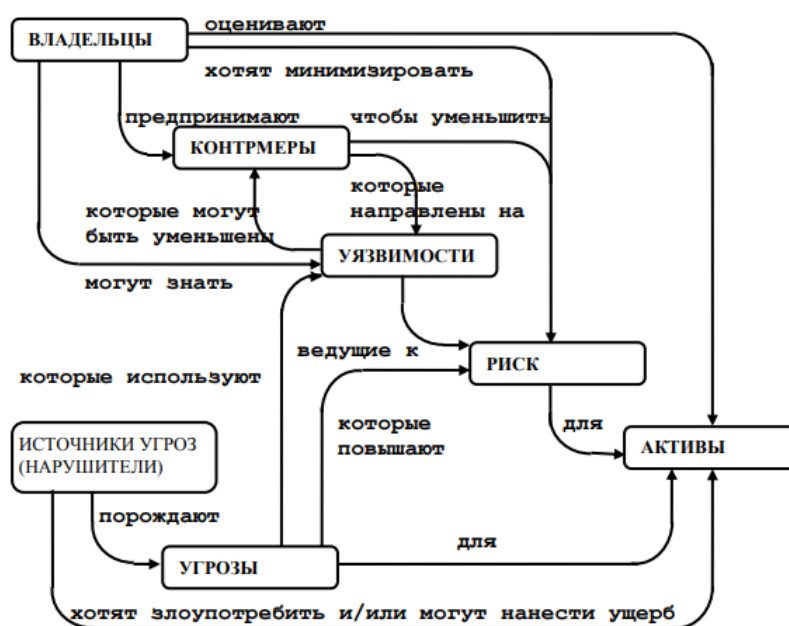 оценивают
ВЛАДЕЛЬЦЫ
хотят минимизировать
предпринимают
чтобы уменьшить
КОНТРМЕРЫ
которые
направлены на
которые могут
быть уменьшены
УЯЗВИМОСТИ
могут знать
ведущие к
РИСК
которые используют
которые
повышают
для
ИСТОЧНИКИ УГРОЗ
(НАРУШИТЕЛИ)
АКТИВЫ
порождают
для
УГРОЗЫ
хотят злоупотребить и/или могут нанести ущерб